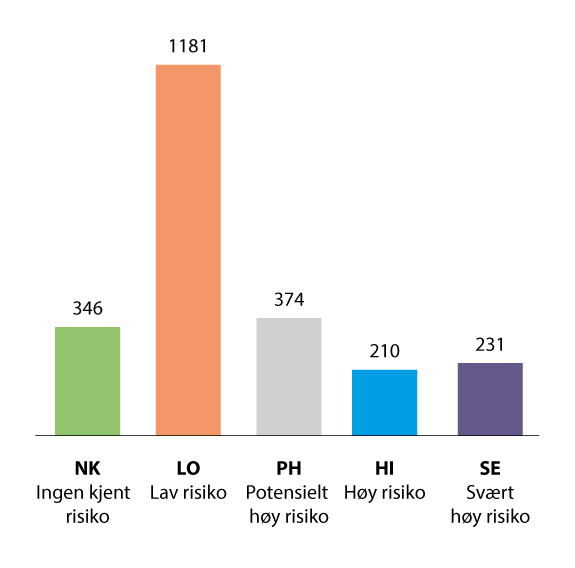 1181
346
374
210
231
NK
Ingen kjent
risiko
LO
Lav risiko
PH
Potensielt
høy risiko
HI
Høy risiko
SE
Svært
høy risiko